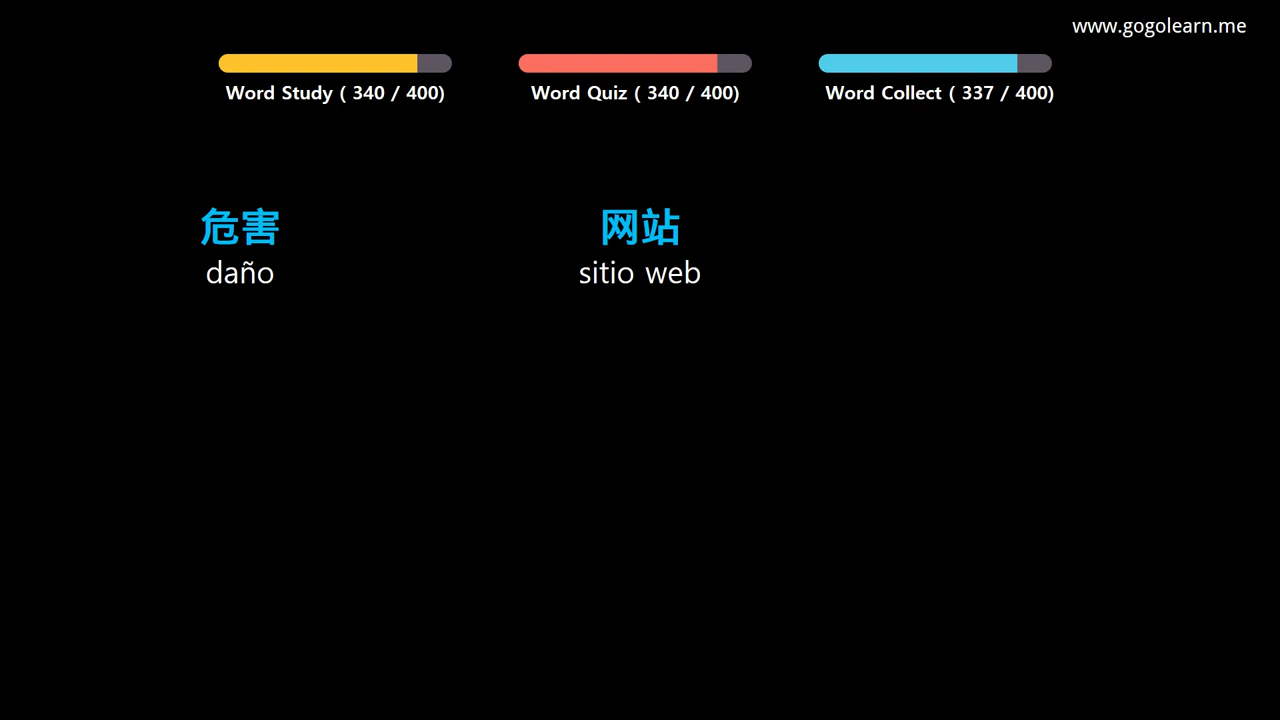 www.gogolearn.me
Word Study ( 340 / 400)
Word Quiz ( 340 / 400)
Word Collect ( 337 / 400)
危害
daño
网站
sitio web